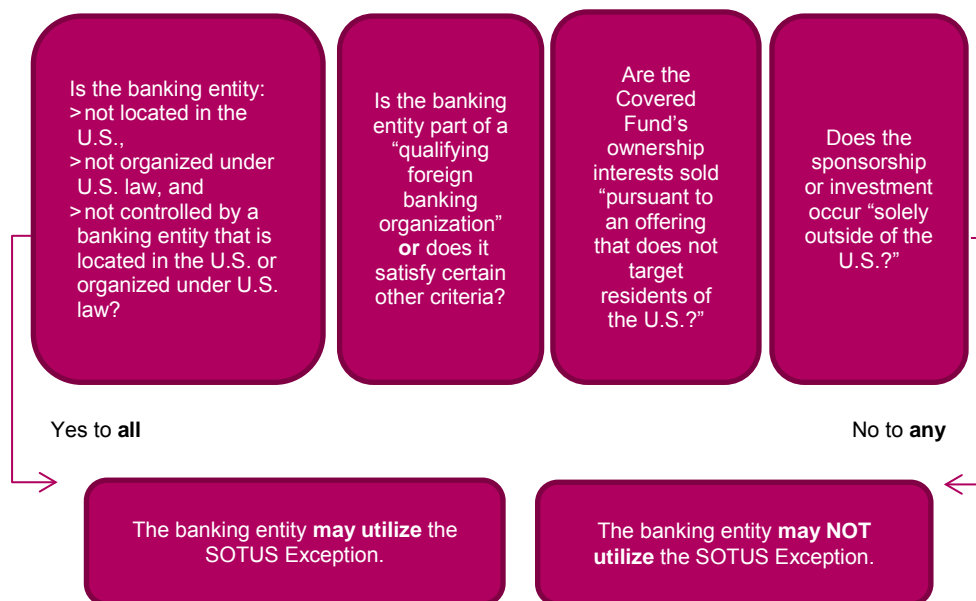 Is the banking entity:
>not located in the
U.S.,
>not organized under
U.S. law, and
>not controlled by a
banking entity that is
located in the U.S. or
organized under U.S.
law?
Is the banking
entity part of a
“qualifying
foreign
banking
organization”
or does it
satisfy certain
other criteria?
Are the
Covered
Fund’s
ownership
interests sold
“pursuant to
an offering
that does not
target
residents of
the U.S.?”
Does the
sponsorship
or investment
occur “solely
outside of the
U.S.?”
Yes to all
No to any
The banking entity may utilize the
SOTUS Exception.
The banking entity may NOT
utilize the SOTUS Exception.